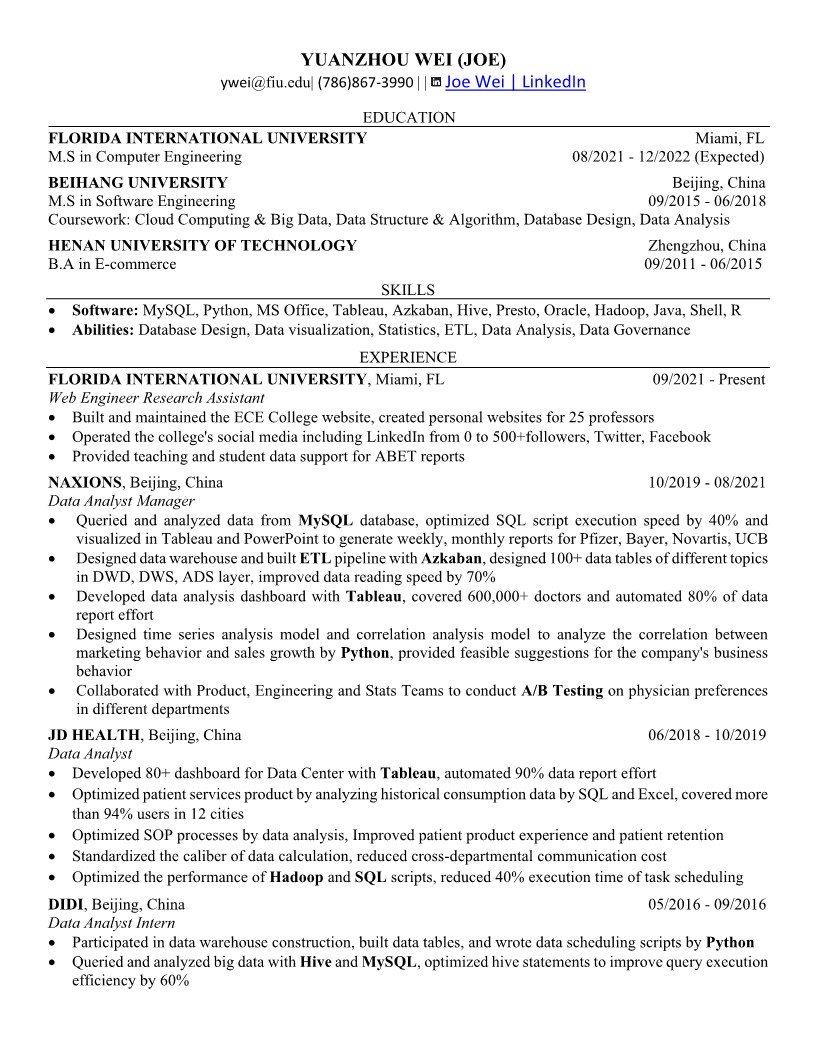 YUANZHOU WEI (JOE)
ywei@fiu.edu| (786)867-3990 | | Joe Wei | LinkedIn
EDUCATION
FLORIDA INTERNATIONAL UNIVERSITY Miami, FL
M.S in Computer Engineering 08/2021 - 12/2022 (Expected)
BEIHANG UNIVERSITY Beijing, China
M.S in Software Engineering 09/2015 - 06/2018
Coursework: Cloud Computing & Big Data, Data Structure & Algorithm, Database Design, Data Analysis
HENAN UNIVERSITY OF TECHNOLOGY Zhengzhou, China
B.A in E-commerce 09/2011 - 06/2015
SKILLS
• Software: MySQL, Python, MS Office, Tableau, Azkaban, Hive, Presto, Oracle, Hadoop, Java, Shell, R
• Abilities: Database Design, Data visualization, Statistics, ETL, Data Analysis, Data Governance
EXPERIENCE
FLORIDA INTERNATIONAL UNIVERSITY, Miami, FL 09/2021 - Present
Web Engineer Research Assistant
• Built and maintained the ECE College website, created personal websites for 25 professors
• Operated the college's social media including LinkedIn from 0 to 500+followers, Twitter, Facebook
• Provided teaching and student data support for ABET reports
NAXIONS, Beijing, China 10/2019 - 08/2021
Data Analyst Manager
• Queried and analyzed data from MySQL database, optimized SQL script execution speed by 40% and
visualized in Tableau and PowerPoint to generate weekly, monthly reports for Pfizer, Bayer, Novartis, UCB
• Designed data warehouse and built ETL pipeline with Azkaban, designed 100+ data tables of different topics
in DWD, DWS, ADS layer, improved data reading speed by 70%
• Developed data analysis dashboard with Tableau, covered 600,000+ doctors and automated 80% of data
report effort
• Designed time series analysis model and correlation analysis model to analyze the correlation between
marketing behavior and sales growth by Python, provided feasible suggestions for the company's business
behavior
• Collaborated with Product, Engineering and Stats Teams to conduct A/B Testing on physician preferences
in different departments
JD HEALTH, Beijing, China 06/2018 - 10/2019
Data Analyst
• Developed 80+ dashboard for Data Center with Tableau, automated 90% data report effort
• Optimized patient services product by analyzing historical consumption data by SQL and Excel, covered more
than 94% users in 12 cities
• Optimized SOP processes by data analysis, Improved patient product experience and patient retention
• Standardized the caliber of data calculation, reduced cross-departmental communication cost
• Optimized the performance of Hadoop and SQL scripts, reduced 40% execution time of task scheduling
DIDI, Beijing, China 05/2016 - 09/2016
Data Analyst Intern
• Participated in data warehouse construction, built data tables, and wrote data scheduling scripts by Python
• Queried and analyzed big data with Hive and MySQL, optimized hive statements to improve query execution
efficiency by 60%